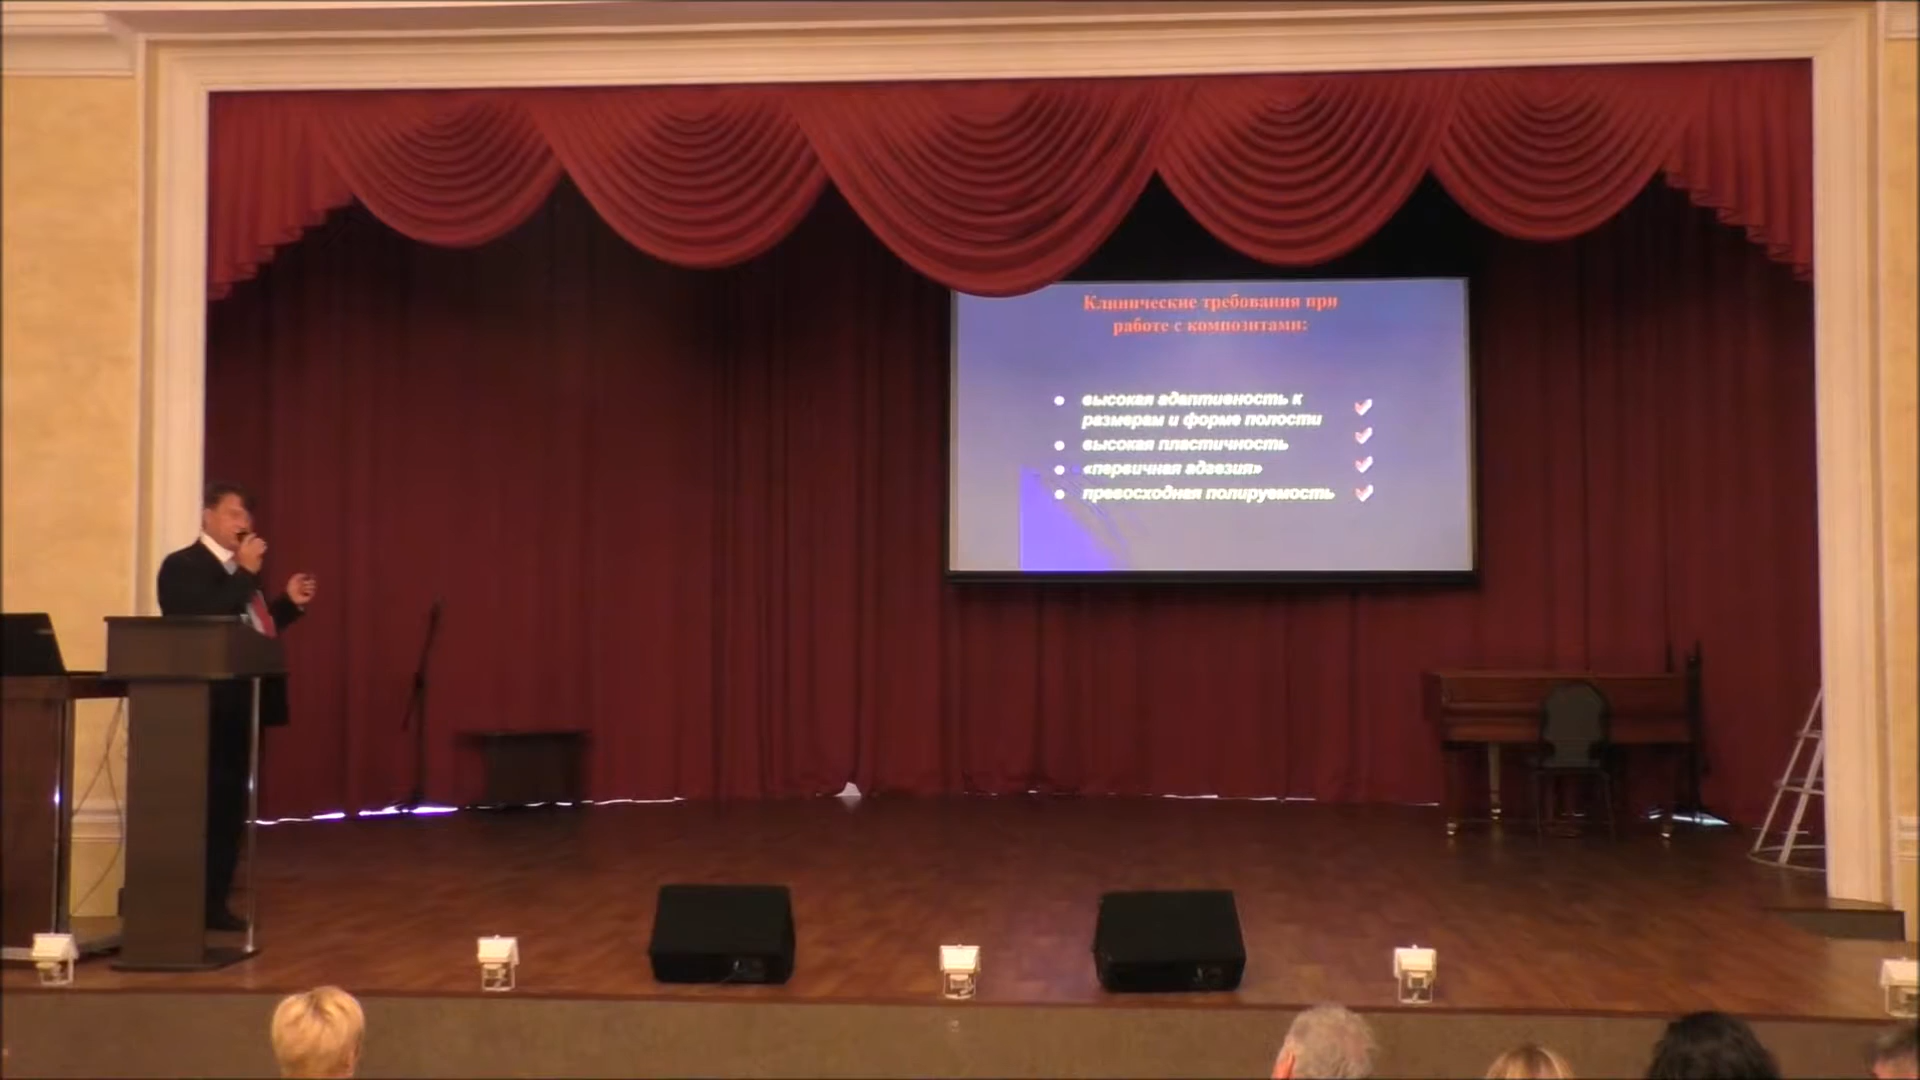 Клинические требования при
работе с композитами:
высокая адаптивность к
размерам и форме полости
высокая пластичность
«первичная адгезия»
превосходная полируемость